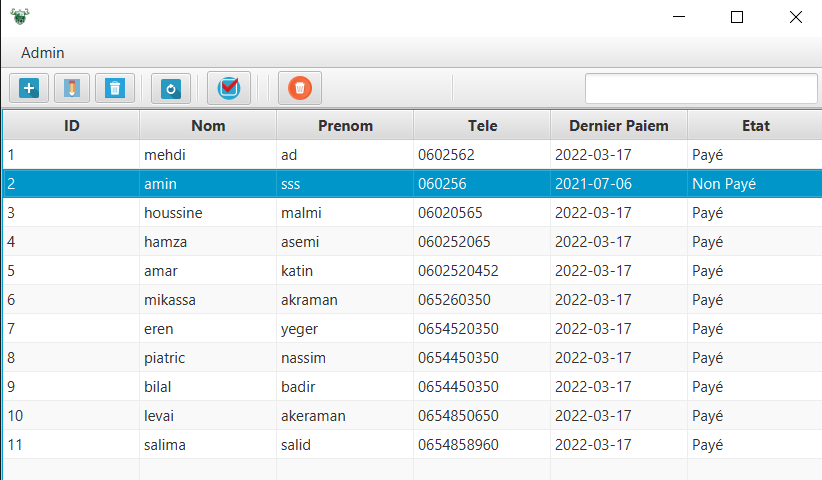 Admin
ID Nom Prenom Tele Dernier Paiem Etat
1 mehdi ad 0602562 2022-03-17 Payé
2 amin sss 060256 2021-07-06 Non Payé
3 houssine malmi 06020565 2022-03-17 Payé
4 hamza asemi 060252065 2022-03-17 Payé
5 amar katin 0602520452 2022-03-17 Payé
6 mikassa akraman 065260350 2022-03-17 Payé
7 eren yeger 0654520350 2022-03-17 Payé
8 piatric nassim 0654450350 2022-03-17 Payé
9 bilal badir 0654450350 2022-03-17 Payé
10 levai akeraman 0654850650 2022-03-17 Payé
11 salima salid 0654858960 2022-03-17 Payé